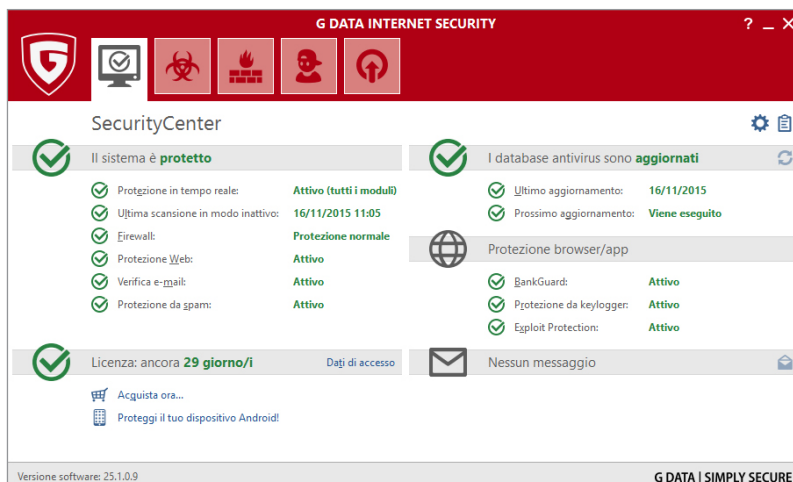 G DATA INTERNET SECURITY
? _ X
SecurityCenter
Il sistema è protetto
Protezione in tempo reale: Attivo (tutti i moduli)
Ultima scansione in modo inattivo: 16/11/2015 11:05
Firewall: Protezione normale
Protezione Web: Attivo
Verifica e-mail: Attivo
Protezione da spam: Attivo
I database antivirus sono aggiornati
Ultimo aggiornamento: 16/11/2015
Prossimo aggiornamento: Viene eseguito
Protezione browser/app
BankGuard: Attivo
Protezione da keylogger: Attivo
Exploit Protection: Attivo
Licenza: ancora 29 giorno/i Dati di accesso
Acquista ora...
Proteggi il tuo dispositivo Android!
Nessun messaggio
Versione software: 25.1.0.9
G DATA | SIMPLY SECURE